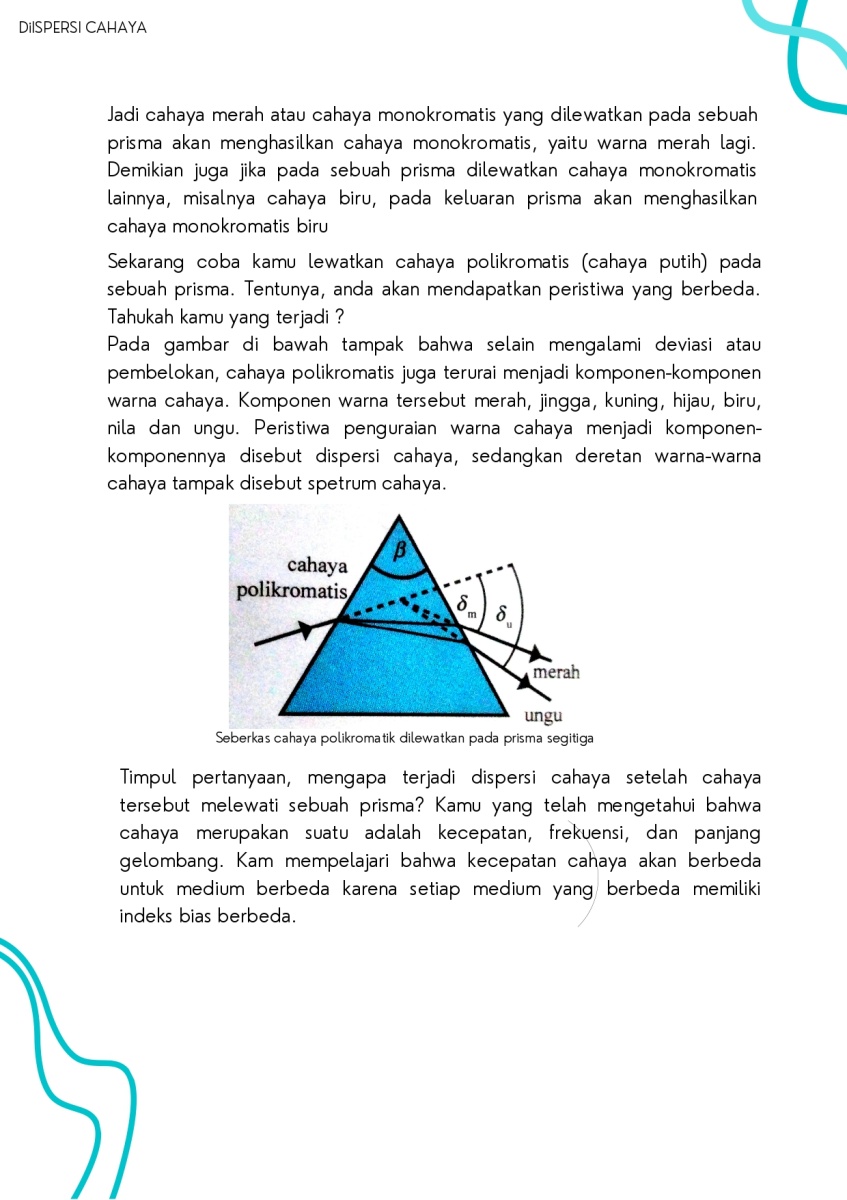 DiISPERSI CAHAYA
Jadi cahaya merah atau cahaya monokromatis yang dilewatkan pada sebuah
prisma akan menghasilkan cahaya monokromatis, yaitu warna merah lagi.
Demikian juga jika pada sebuah prisma dilewatkan cahaya monokromatis
lainnya, misalnya cahaya biru, pada keluaran prisma akan menghasilkan
cahaya monokromatis biru
Sekarang coba kamu lewatkan cahaya polikromatis (cahaya putih) pada
sebuah prisma. Tentunya, anda akan mendapatkan peristiwa yang berbeda.
Tahukah kamu yang terjadi ?
Pada gambar di bawah tampak bahwa selain mengalami deviasi atau
pembelokan, cahaya polikromatis juga terurai menjadi komponen-komponen
warna cahaya. Komponen warna tersebut merah, jingga, kuning, hijau, biru,
nila dan ungu. Peristiwa penguraian warna cahaya menjadi komponen-
komponennya disebut dispersi cahaya, sedangkan deretan warna-warna
cahaya tampak disebut spetrum cahaya.
β
cahaya
polikromatis
δm
δu
merah
ungu
Seberkas cahaya polikromatik dilewatkan pada prisma segitiga
Timpul pertanyaan, mengapa terjadi dispersi cahaya setelah cahaya
tersebut melewati sebuah prisma? Kamu yang telah mengetahui bahwa
cahaya merupakan suatu adalah kecepatan, frekuensi, dan panjang
gelombang. Kam mempelajari bahwa kecepatan cahaya akan berbeda
untuk medium berbeda karena setiap medium yang berbeda memiliki
indeks bias berbeda.